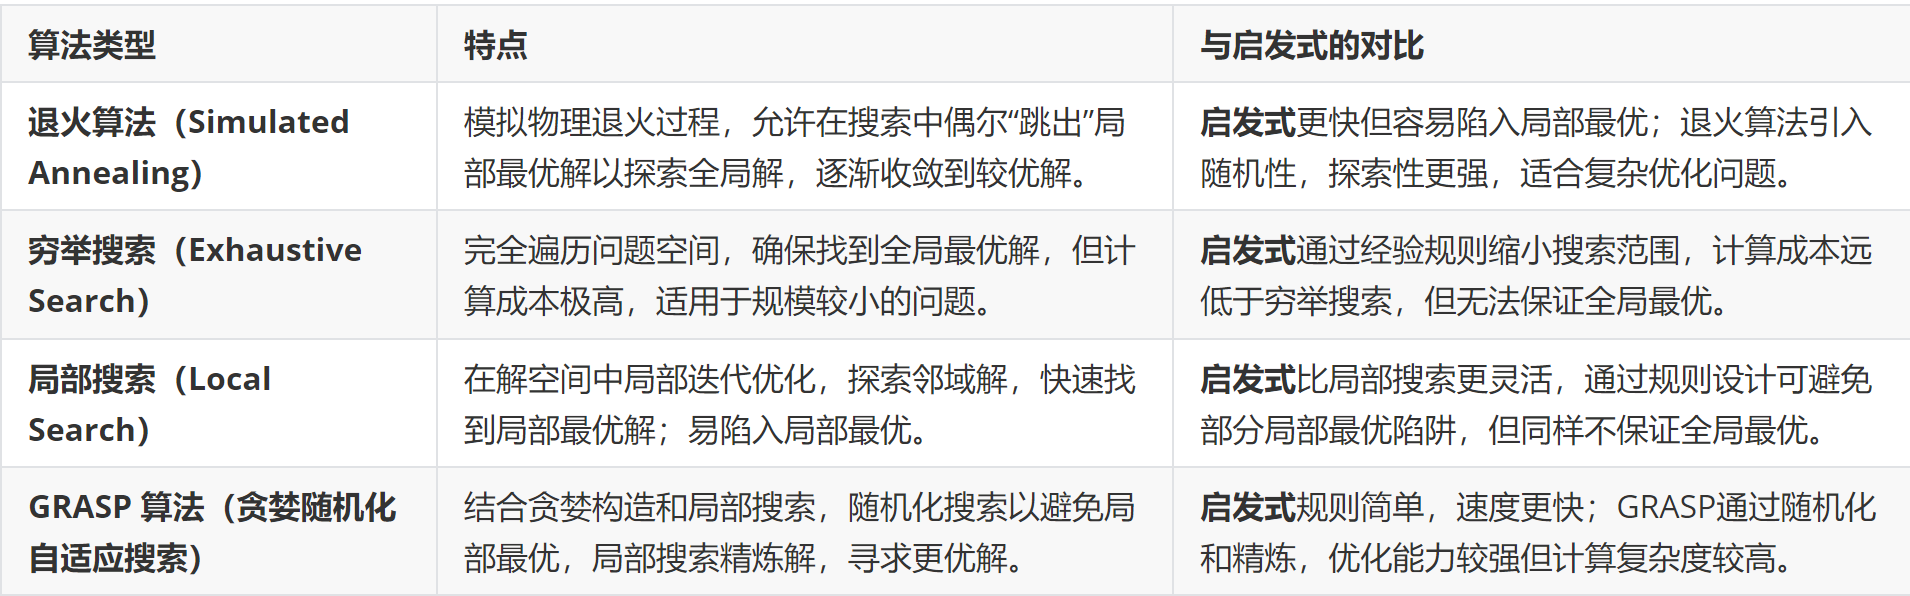 算法类型
特点
与启发式的对比
退火算法（Simulated
Annealing）
模拟物理退火过程，允许在搜索中偶尔“跳出”局
部最优解以探索全局解，逐渐收敛到较优解。
启发式更快但容易陷入局部最优；退火算法引入
随机性，探索性更强，适合复杂优化问题。
穷举搜索（Exhaustive
Search）
完全遍历问题空间，确保找到全局最优解，但计
算成本极高，适用于规模较小的问题。
启发式通过经验规则缩小搜索范围，计算成本远
低于穷举搜索，但无法保证全局最优。
局部搜索（Local
Search）
在解空间中局部迭代优化，探索邻域解，快速找
到局部最优解；易陷入局部最优。
启发式比局部搜索更灵活，通过规则设计可避免
部分局部最优陷阱，但同样不保证全局最优。
GRASP 算法（贪婪随机化
自适应搜索）
结合贪婪构造和局部搜索，随机化搜索以避免局
部最优，局部搜索精炼解，寻求更优解。
启发式规则简单，速度更快；GRASP通过随机化
和精炼，优化能力较强但计算复杂度较高。